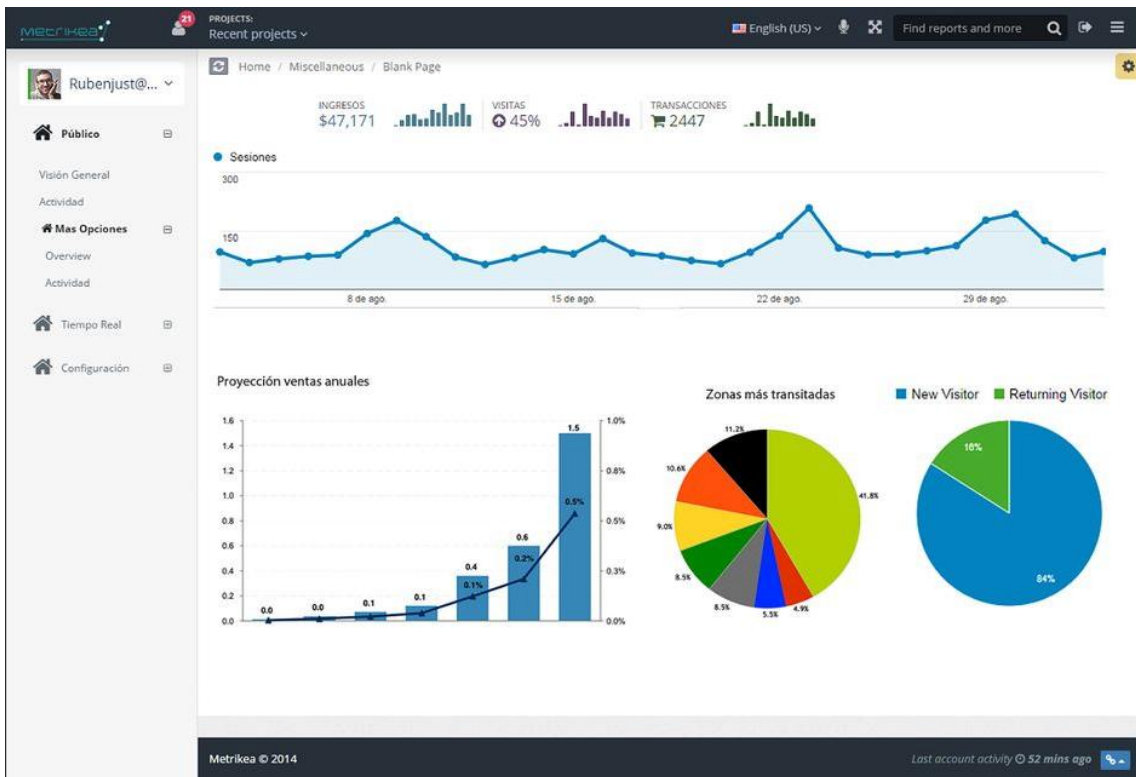 Metrikea
21
PROJECTS:
Recent projects
English (US)
Find reports and more
Rubenjust@...
Home / Miscellaneous / Blank Page
INGRESOS
$47,171
VISITAS
45%
TRANSACCIONES
2447
Público
Visión General
Actividad
Mas Opciones
Overview
Actividad
Tiempo Real
Configuración
Sesiones
300
150
8 de ago.
15 de ago.
22 de ago.
29 de ago.
Proyección ventas anuales
1.6
1.4
1.2
1.0
0.8
0.6
0.4
0.2
0.0
0.0
0.0
0.1
0.1
0.4
0.6
1.5
0.1%
0.2%
0.5%
1.0%
0.8%
0.5%
0.3%
0.0%
Zonas más transitadas
11.2%
10.6%
9.0%
8.5%
8.5%
5.5%
4.9%
41.8%
New Visitor
Returning Visitor
16%
84%
Metrikea © 2014
Last account activity 52 mins ago